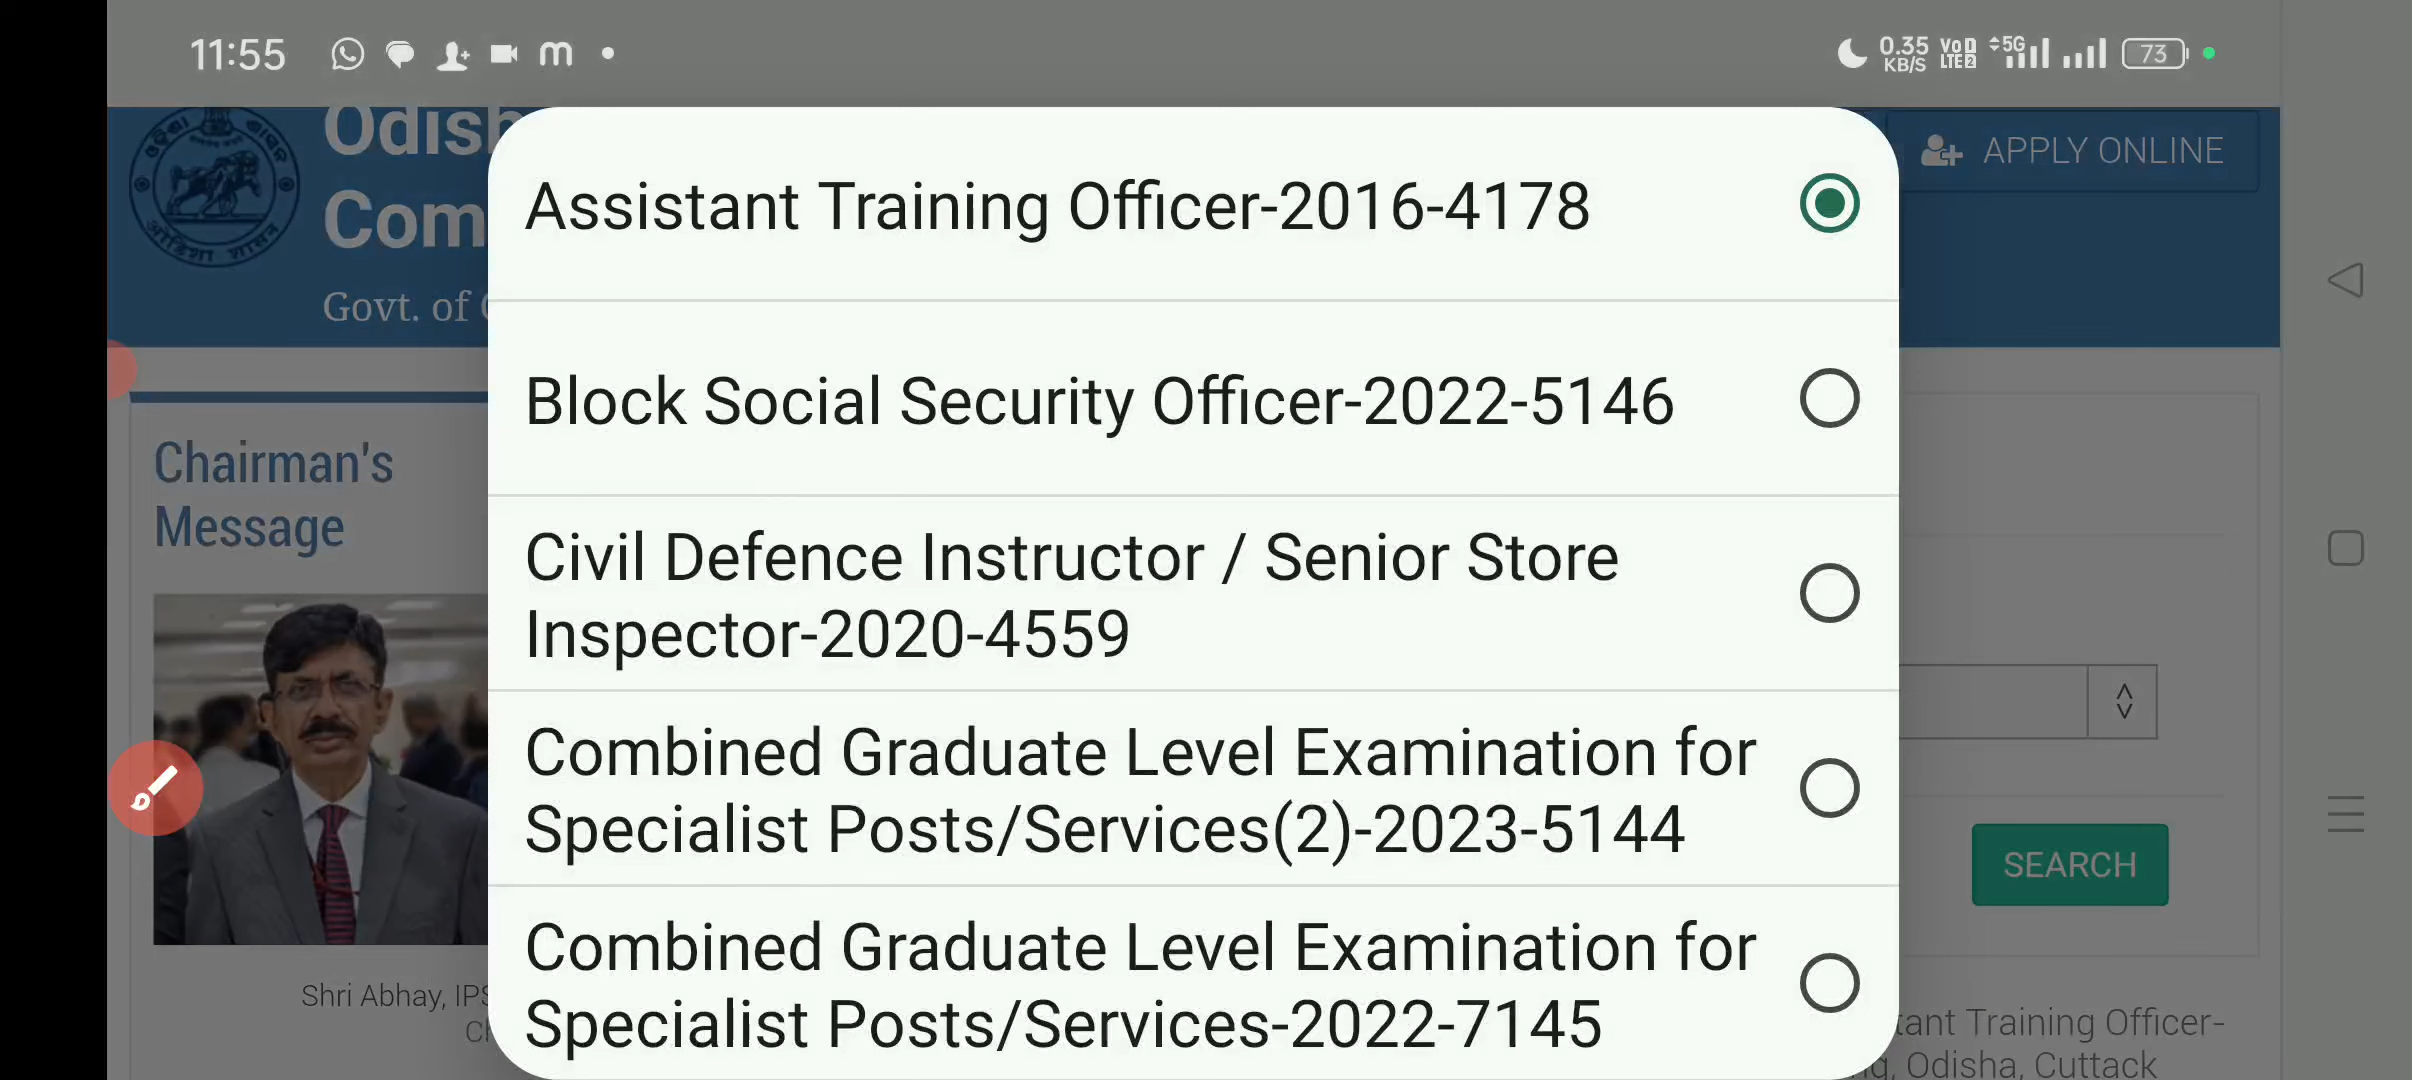 11:55
0.35
KB/S
5G
73
Odish
Com
Govt. of
APPLY ONLINE
Assistant Training Officer-2016-4178
Block Social Security Officer-2022-5146
Civil Defence Instructor / Senior Store
Inspector-2020-4559
Combined Graduate Level Examination for
Specialist Posts/Services(2)-2023-5144
Combined Graduate Level Examination for
Specialist Posts/Services-2022-7145
Chairman's
Message
Shri Abhay, IPS
SEARCH
tant Training Officer-
Odisha, Cuttack